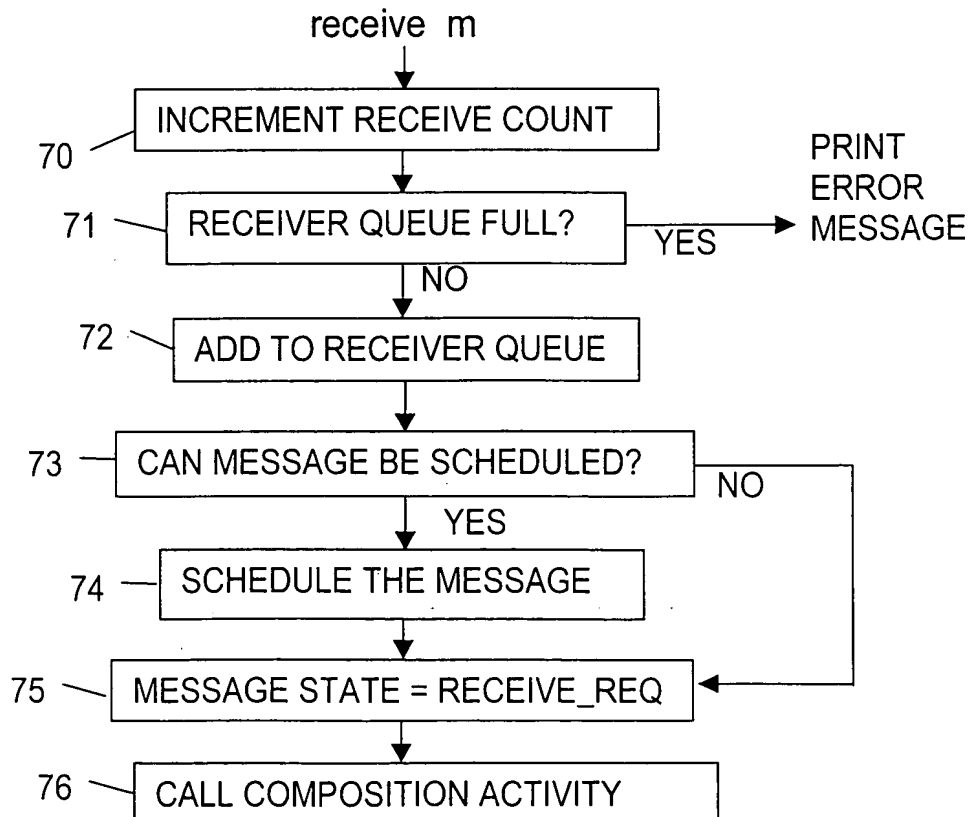 receive m
INCREMENT RECEIVE COUNT
70
PRINT
ERROR
MESSAGE
RECEIVER QUEUE FULL?
71
YES
NO
72
ADD TO RECEIVER QUEUE
73
CAN MESSAGE BE SCHEDULED?
NO
YES
74
SCHEDULE THE MESSAGE
75
MESSAGE STATE = RECEIVE_REQ
76
CALL COMPOSITION ACTIVITY